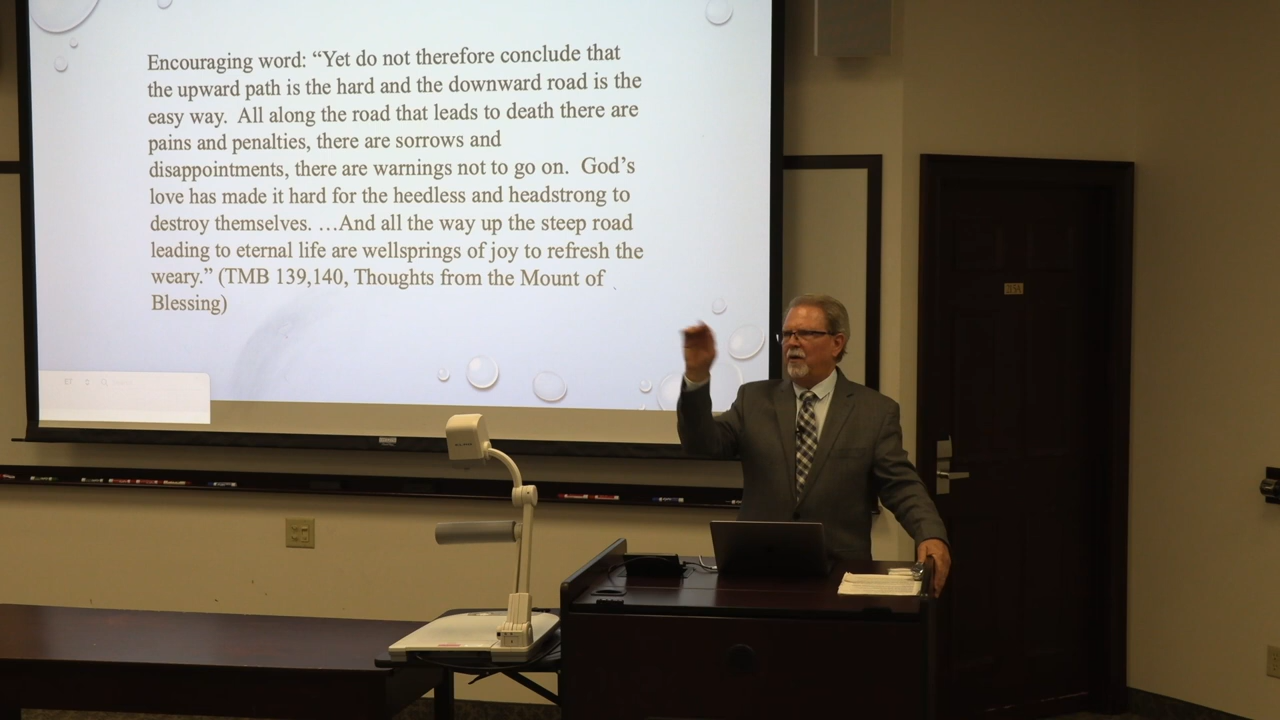 Encouraging word: “Yet do not therefore conclude that
the upward path is the hard and the downward road is the
easy way.  All along the road that leads to death there are
pains and penalties, there are sorrows and
disappointments, there are warnings not to go on.  God’s
love has made it hard for the heedless and headstrong to
destroy themselves. …And all the way up the steep road
leading to eternal life are wellsprings of joy to refresh the
weary.” (TMB 139,140, Thoughts from the Mount of
Blessing)